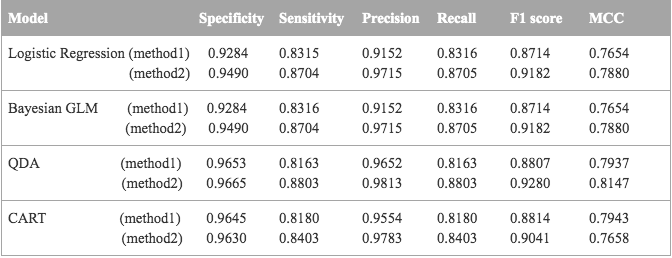 Model Specificity Sensitivity Precision Recall F1 score MCC
Logistic Regression (method1) 0.9284 0.8315 0.9152 0.8316 0.8714 0.7654
(method2) 0.9490 0.8704 0.9715 0.8705 0.9182 0.7880
Bayesian GLM (method1) 0.9284 0.8316 0.9152 0.8316 0.8714 0.7654
(method2) 0.9490 0.8704 0.9715 0.8705 0.9182 0.7880
QDA (method1) 0.9653 0.8163 0.9652 0.8163 0.8807 0.7937
(method2) 0.9665 0.8803 0.9813 0.8803 0.9280 0.8147
CART (method1) 0.9645 0.8180 0.9554 0.8180 0.8814 0.7943
(method2) 0.9630 0.8403 0.9783 0.8403 0.9041 0.7658